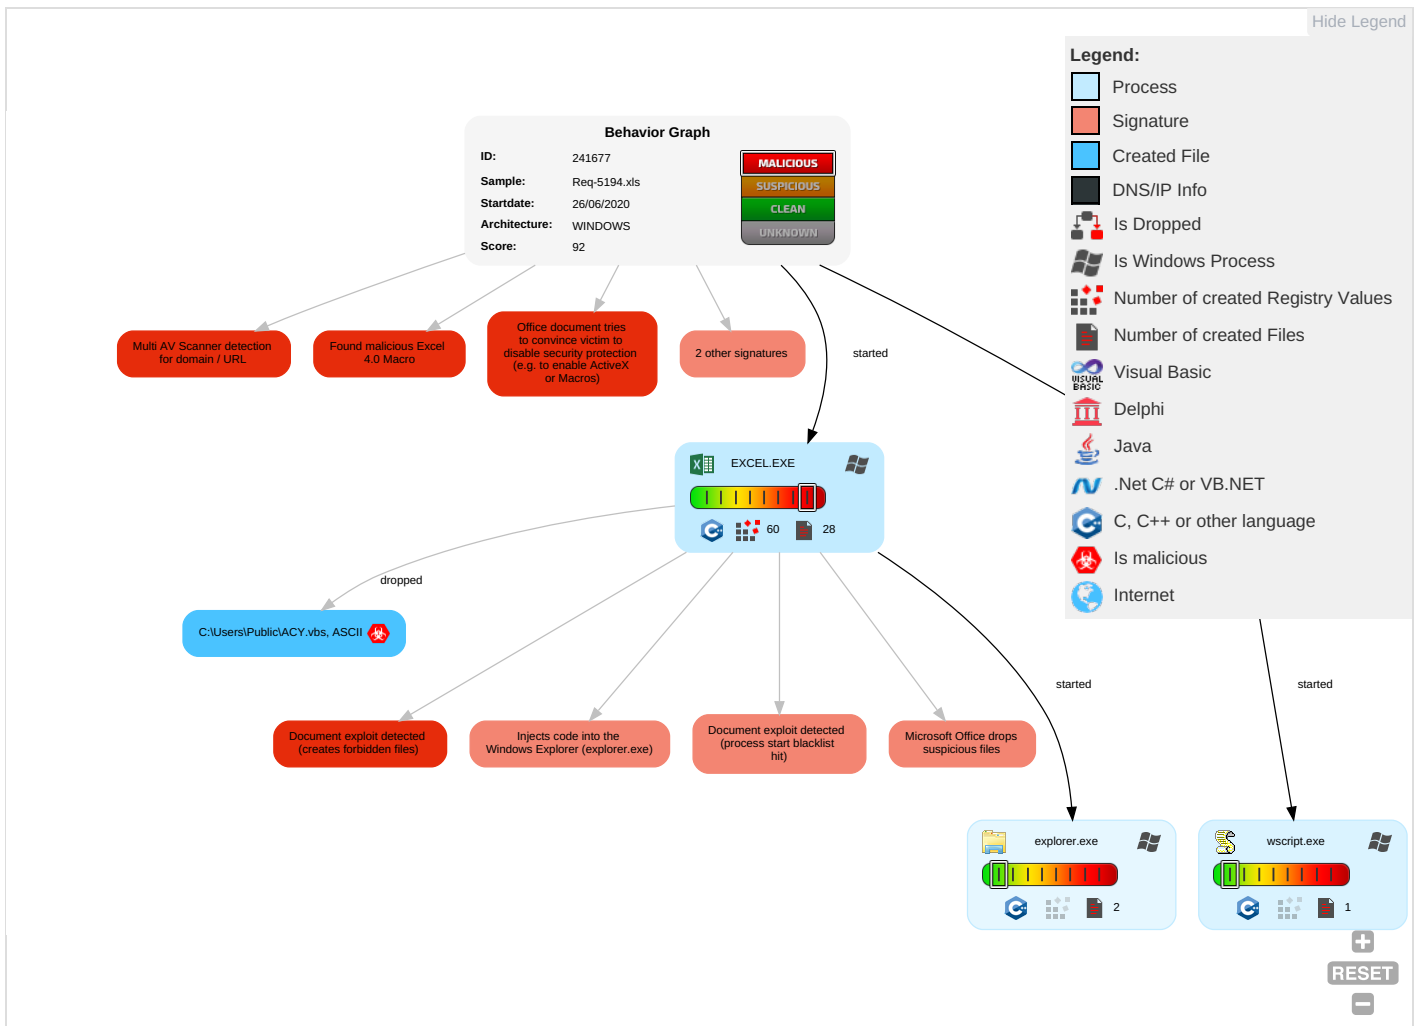 Hide Legend
Legend:
Process
Signature
Created File
DNS/IP Info
Is Dropped
Is Windows Process
Number of created Registry Values
Number of created Files
VISUAL BASIC
Visual Basic
Delphi
Java
.Net C# or VB.NET
C, C++ or other language
Is malicious
Internet
Behavior Graph
ID: 241677
Sample: Req-5194.xls
Startdate: 26/06/2020
Architecture: WINDOWS
Score: 92
MALICIOUS
SUSPICIOUS
CLEAN
UNKNOWN
Multi AV Scanner detection
for domain / URL
Found malicious Excel
4.0 Macro
Office document tries
to convince victim to
disable security protection
(e.g. to enable ActiveX
or Macros)
2 other signatures
started
EXCEL.EXE
60 28
dropped
C:\Users\Public\ACY.vbs, ASCII
started
started
Document exploit detected
(creates forbidden files)
Injects code into the
Windows Explorer (explorer.exe)
Document exploit detected
(process start blacklist
hit)
Microsoft Office drops
suspicious files
explorer.exe
2
wscript.exe
1
RESET